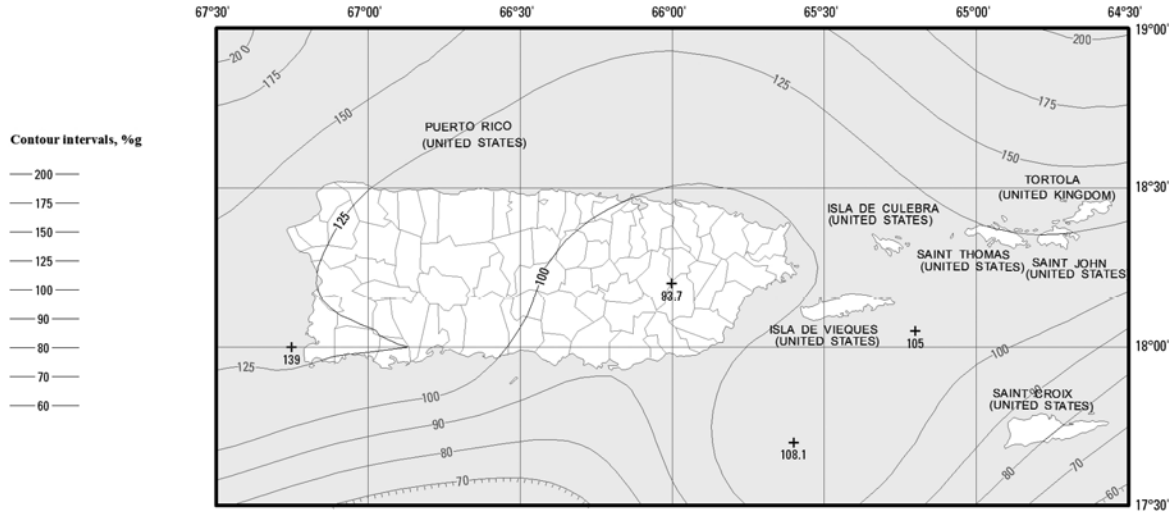 67°30' 67°00' 66°30' 66°00' 65°30' 65°00' 64°30'
19°00'
200
200
175
175
125
150
150
Contour intervals, %g
200
175
150
125
100
90
80
70
60
PUERTO RICO
(UNITED STATES)
18°30'
TORTOLA
(UNITED KINGDOM)
ISLA DE CULEBRA
(UNITED STATES)
125
SAINT THOMAS
(UNITED STATES)
SAINT JOHN
(UNITED STATES
100
93.7
ISLA DE VIEQUES
(UNITED STATES)
105
18°00'
139
125
100
100
90
80
70
SAINT CROIX
(UNITED STATES)
108.1
80
70
60
17°30'